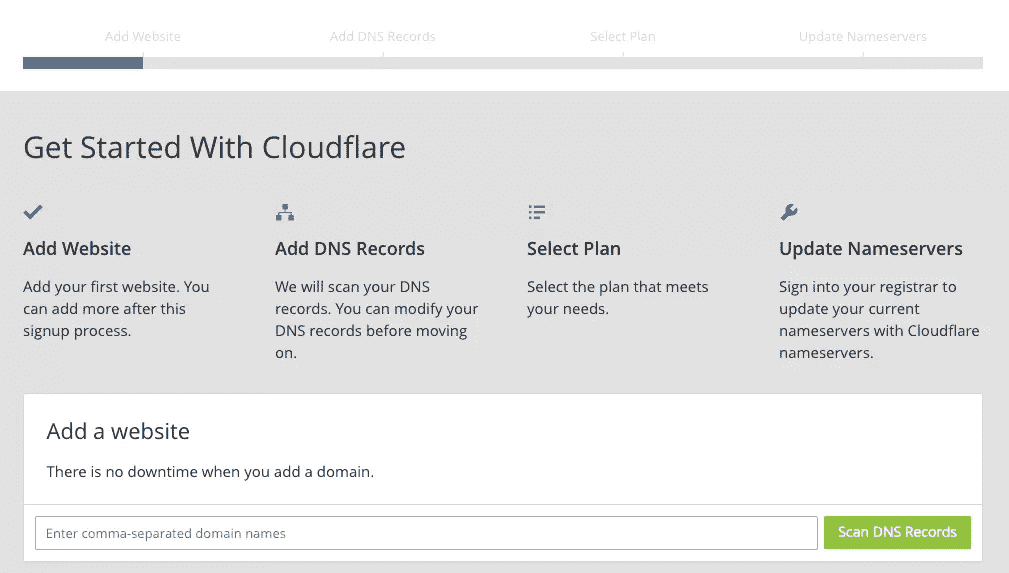 Add Website
Add DNS Records
Select Plan
Update Nameservers
Get Started With Cloudflare
Add Website
Add your first website. You
can add more after this
signup process.
Add DNS Records
We will scan your DNS
records. You can modify your
DNS records before moving
on.
Select Plan
Select the plan that meets
your needs.
Update Nameservers
Sign into your registrar to
update your current
nameservers with Cloudflare
nameservers.
Add a website
There is no downtime when you add a domain.
Enter comma-separated domain names
Scan DNS Records